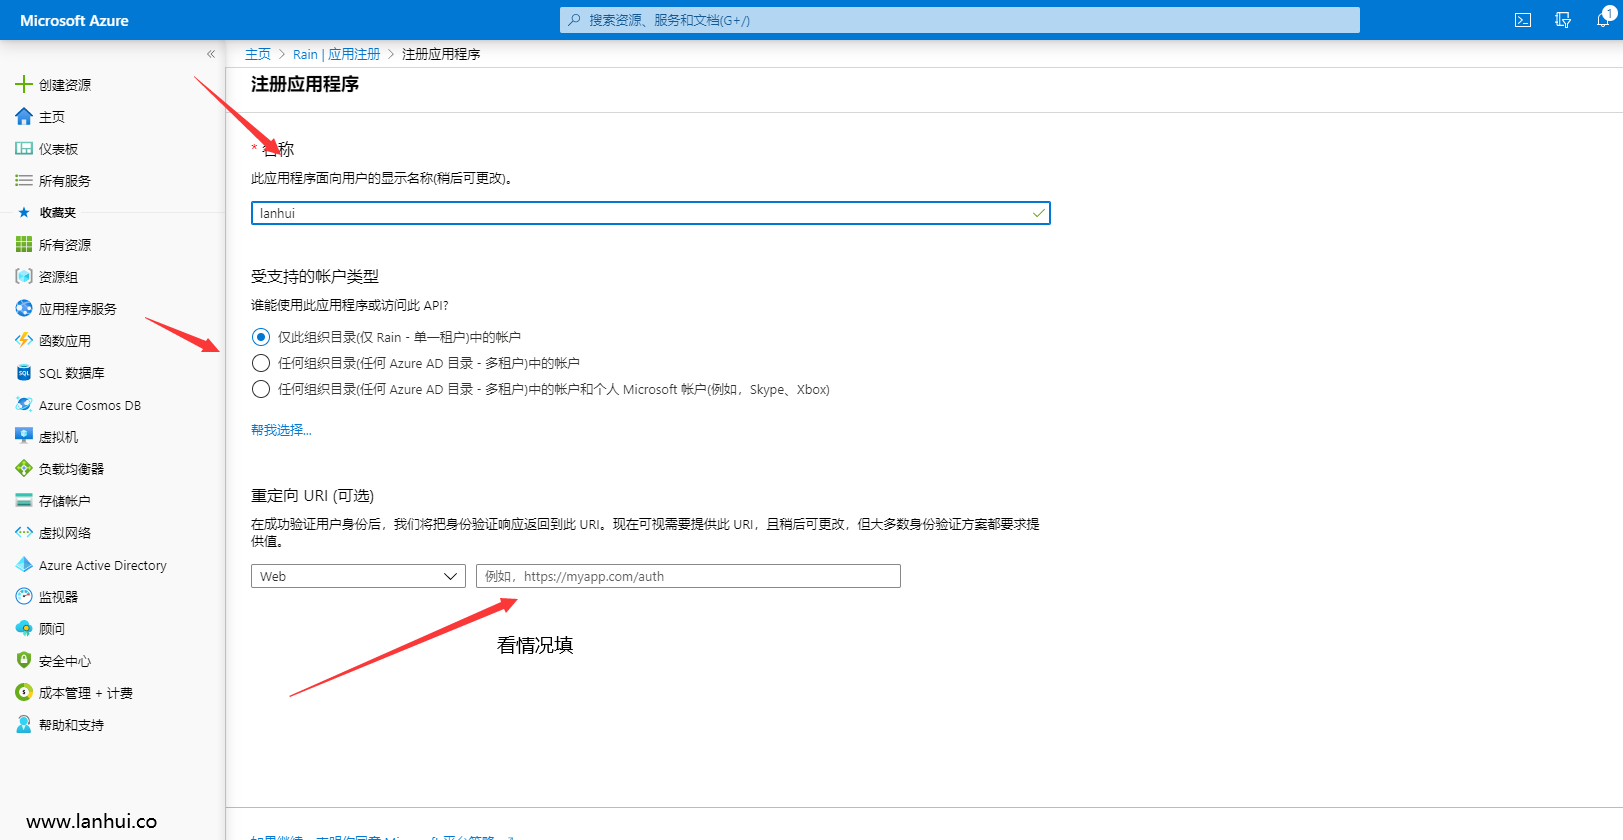 Microsoft Azure
搜索资源、服务和文档(G+/)
1
«
主页 > Rain | 应用注册 > 注册应用程序
注册应用程序
创建资源
主页
仪表板
所有服务
收藏夹
所有资源
资源组
应用程序服务
函数应用
SQL 数据库
Azure Cosmos DB
虚拟机
负载均衡器
存储帐户
虚拟网络
Azure Active Directory
监视器
顾问
安全中心
成本管理 + 计费
帮助和支持
www.lanhui.co
* 名称
此应用程序面向用户的显示名称(稍后可更改)。
lanhui
受支持的帐户类型
谁能使用此应用程序或访问此 API?
仅此组织目录(仅 Rain - 单一租户)中的帐户
任何组织目录(任何 Azure AD 目录 - 多租户)中的帐户
任何组织目录(任何 Azure AD 目录 - 多租户)中的帐户和个人 Microsoft 帐户(例如，Skype、Xbox)
帮我选择...
重定向 URI (可选)
在成功验证用户身份后，我们将把身份验证响应返回到此 URI。现在可视需要提供此 URI，且稍后可更改，但大多数身份验证方案都要求提
供值。
Web
例如，https://myapp.com/auth
看情况填